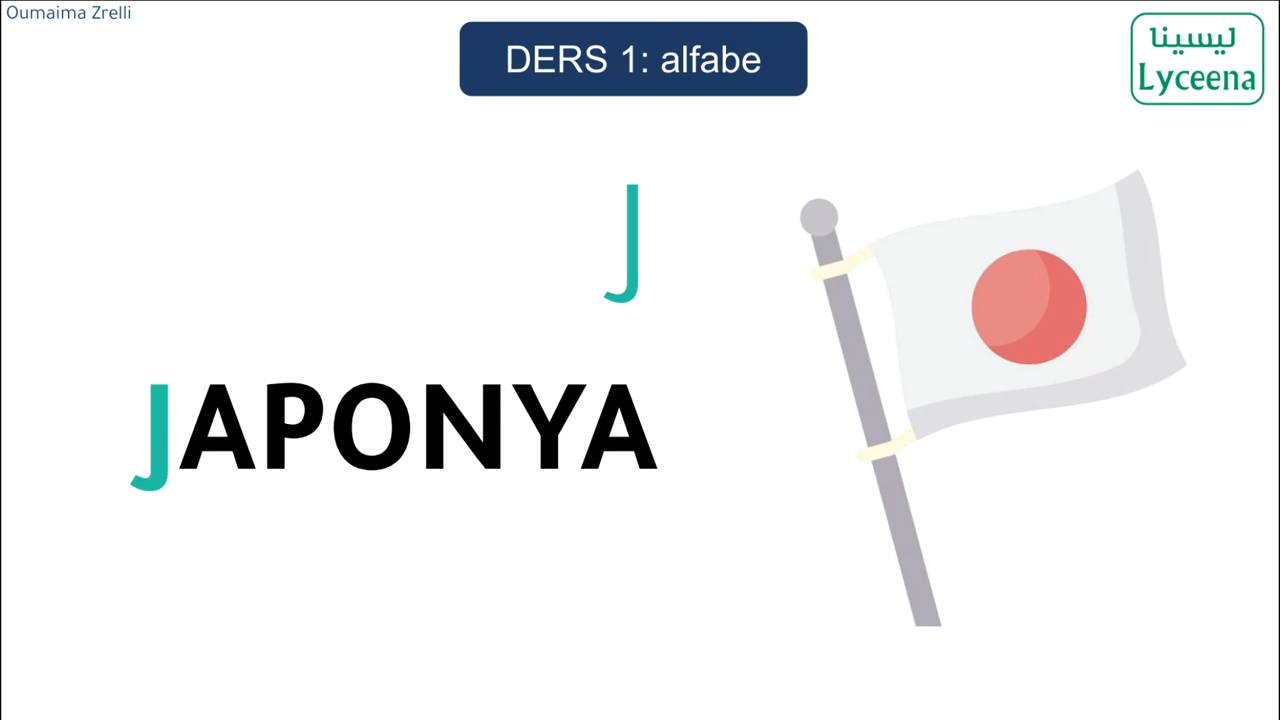 Oumaima Zrelli
DERS 1: alfabe
ليسينا
Lyceena
J
JAPONYA